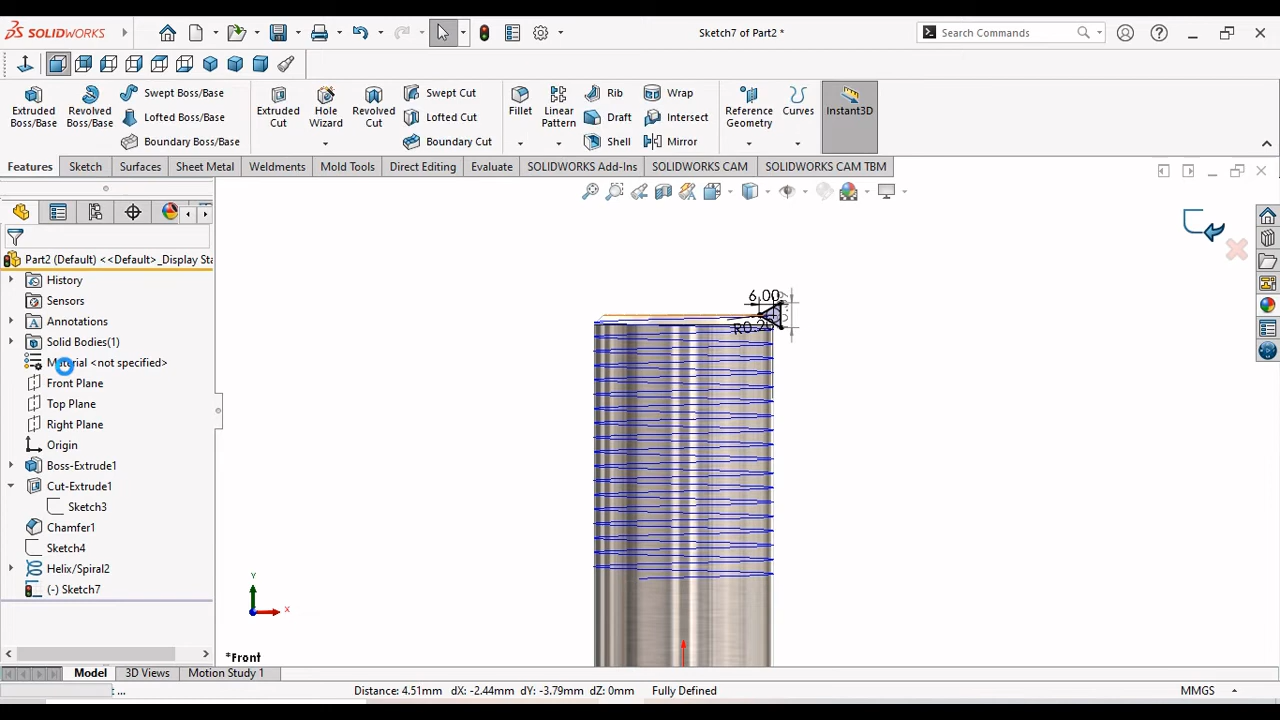 SOLIDWORKS
Sketch7 of Part2 *
Search Commands
Extruded Boss/Base
Revolved Boss/Base
Swept Boss/Base
Lofted Boss/Base
Boundary Boss/Base
Extruded Cut
Hole Wizard
Revolved Cut
Swept Cut
Lofted Cut
Boundary Cut
Fillet
Linear Pattern
Rib
Draft
Shell
Wrap
Intersect
Mirror
Reference Geometry
Curves
Instant3D
Features
Sketch
Surfaces
Sheet Metal
Weldments
Mold Tools
Direct Editing
Evaluate
SOLIDWORKS Add-Ins
SOLIDWORKS CAM
SOLIDWORKS CAM TBM
Part2 (Default) <<Default>_Display Sta
History
Sensors
Annotations
Solid Bodies(1)
Material <not specified>
Front Plane
Top Plane
Right Plane
Origin
Boss-Extrude1
Cut-Extrude1
Sketch3
Chamfer1
Sketch4
Helix/Spiral2
(-) Sketch7
6.00
Y
X
*Front
Model
3D Views
Motion Study 1
... Distance: 4.51mm dX: -2.44mm dY: -3.79mm dZ: 0mm Fully Defined MMGS